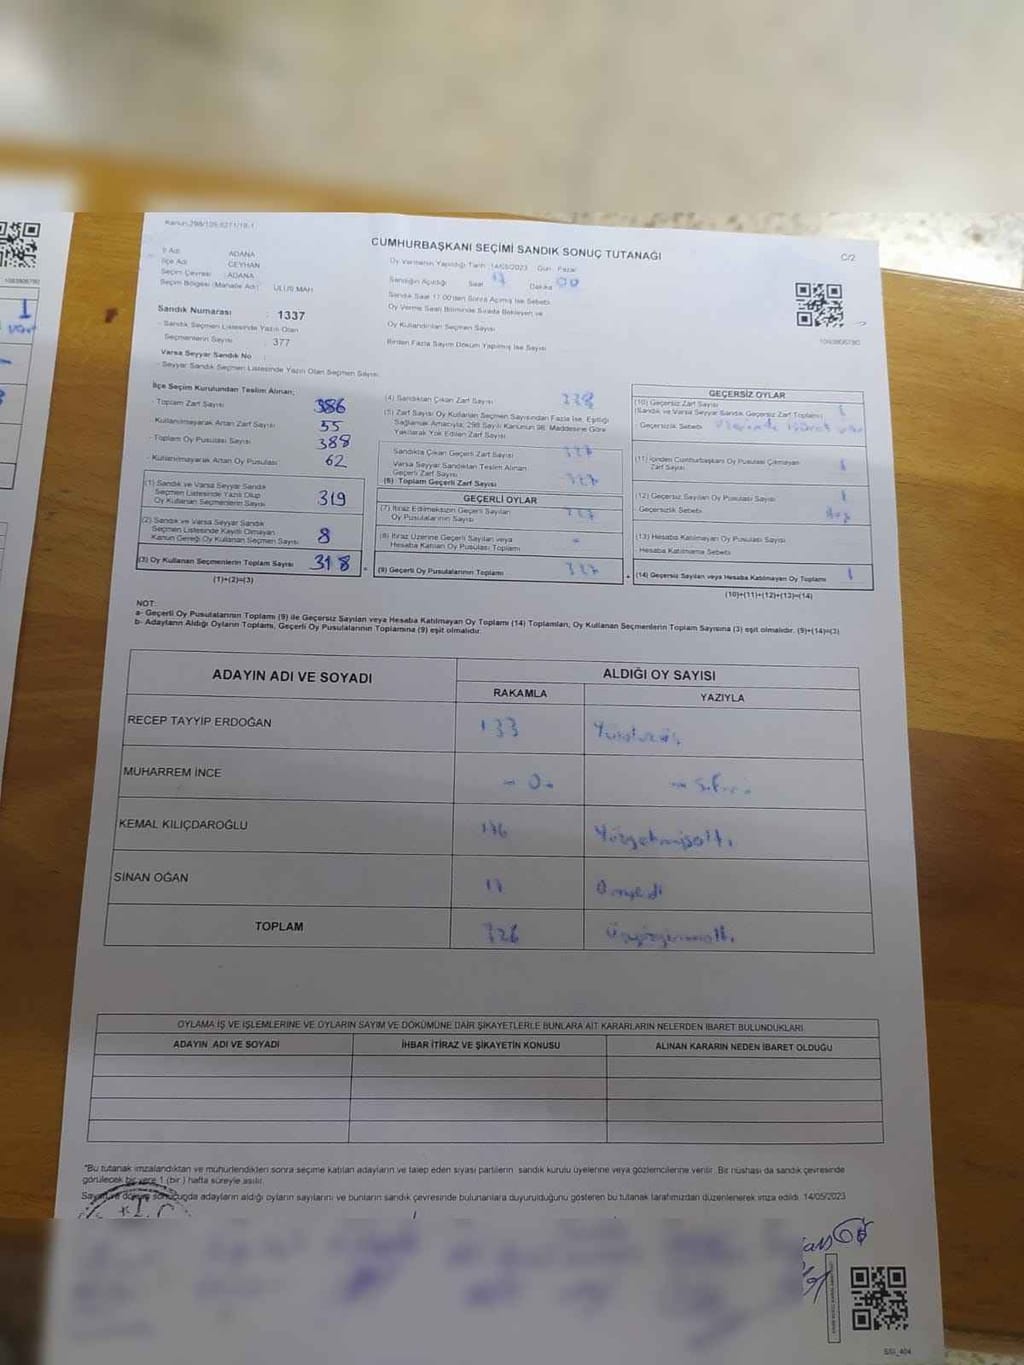 Kanun:298/105,6271/18-1
CUMHURBAŞKANI SEÇİMİ SANDIK SONUÇ TUTANAĞI
C/2
İl Adı : ADANA
İlçe Adı : CEYHAN
Seçim Çevresi : ADANA
Seçim Bölgesi (Mahalle Adı) : ULUS MAH
Sandık Numarası : 1337
- Sandık Seçmen Listesinde Yazılı Olan
Seçmenlerin Sayısı : 377
Varsa Seyyar Sandık No :
- Seyyar Sandık Seçmen Listesinde Yazılı Olan Seçmen Sayısı:
Oy Vermenin Yapıldığı Tarih : 14/05/2023 Gün : Pazar
Sandığın Açıldığı Saat 17 Dakika 00
Sandık Saat 17:00'den Sonra Açılmış İse Sebebi
Oy Verme Saati Bitiminde Sırada Bekleyen ve
Oy Kullandırılan Seçmen Sayısı
Birden Fazla Sayım Döküm Yapılmış İse Sayısı
1093806780
İlçe Seçim Kurulundan Teslim Alınan;
- Toplam Zarf Sayısı 386
Kullanılmayarak Artan Zarf Sayısı 55
- Toplam Oy Pusulası Sayısı 388
- Kullanılmayarak Artan Oy Pusulası 62
(1) Sandık ve Varsa Seyyar Sandık
Seçmen Listesinde Yazılı Olup
Oy Kullanan Seçmenlerin Sayısı 319
(2) Sandık ve Varsa Seyyar Sandık
Seçmen Listesinde Kayıtlı Olmayan
Kanun Gereği Oy Kullanan Seçmen Sayısı 8
(3) Oy Kullanan Seçmenlerin Toplam Sayısı 318
(1)+(2)=(3)
(4) Sandıktan Çıkan Zarf Sayısı 328
(5) Zarf Sayısı Oy Kullanan Seçmen Sayısından Fazla İse, Eşitliği
Sağlamak Amacıyla; 298 Sayılı Kanunun 98. Maddesine Göre
Yakılarak Yok Edilen Zarf Sayısı
Sandıkta Çıkan Geçerli Zarf Sayısı 327
Varsa Seyyar Sandıktan Teslim Alınan
Geçerli Zarf Sayısı
(6) Toplam Geçerli Zarf Sayısı 327
GEÇERLİ OYLAR
(7) İtiraz Edilmeksizin Geçerli Sayılan
Oy Pusulalarının Sayısı 327
(8) İtiraz Üzerine Geçerli Sayılan veya
Hesaba Katılan Oy Pusulası Toplamı -
(9) Geçerli Oy Pusulalarının Toplamı 327
GEÇERSİZ OYLAR
(10) Geçersiz Zarf Sayısı
(Sandık ve Varsa Seyyar Sandık Geçersiz Zarf Toplamı) 1
- Geçersizlik Sebebi
(11) İçinden Cumhurbaşkanı Oy Pusulası Çıkmayan
Zarf Sayısı
(12) Geçersiz Sayılan Oy Pusulası Sayısı 1
Geçersizlik Sebebi
(13) Hesaba Katılmayan Oy Pusulası Sayısı
Hesaba Katılmama Sebebi
(14) Geçersiz Sayılan veya Hesaba Katılmayan Oy Toplamı 1
(10)+(11)+(12)+(13)=(14)
NOT:
a- Geçerli Oy Pusulalarının Toplamı (9) ile Geçersiz Sayılan veya Hesaba Katılmayan Oy Toplamı (14) Toplamları, Oy Kullanan Seçmenlerin Toplam Sayısına (3) eşit olmalıdır. (9)+(14)=(3)
b- Adayların Aldığı Oyların Toplamı, Geçerli Oy Pusulalarının Toplamına (9) eşit olmalıdır.
ADAYIN ADI VE SOYADI ALDIĞI OY SAYISI
RAKAMLA YAZIYLA
RECEP TAYYİP ERDOĞAN 133 Yüzotuzüç
MUHARREM İNCE - 0 - - Sıfır -
KEMAL KILIÇDAROĞLU 176 Yüzyetmişaltı
SİNAN OĞAN 17 Onyedi
TOPLAM 326 Üçyüzyirmialtı
OYLAMA İŞ VE İŞLEMLERİNE VE OYLARIN SAYIM VE DÖKÜMÜNE DAİR ŞİKAYETLERLE BUNLARA AİT KARARLARIN NELERDEN İBARET BULUNDUKLARI
ADAYIN ADI VE SOYADI İHBAR İTİRAZ VE ŞİKAYETİN KONUSU ALINAN KARARIN NEDEN İBARET OLDUĞU
*Bu tutanak imzalandıktan ve mühürlendikten sonra seçime katılan adayların ve talep eden siyasi partilerin sandık kurulu üyelerine veya gözlemcilerine verilir. Bir nüshası da sandık çevresinde
görülecek bir yere 1 (bir) hafta süreyle asılır.
Sayım ve döküm sonucunda adayların aldığı oyların sayılarını ve bunların sandık çevresinde bulunanlara duyurulduğunu gösteren bu tutanak tarafımızdan düzenlenerek imza edildi. 14/05/2023
T.C.
SSI_404